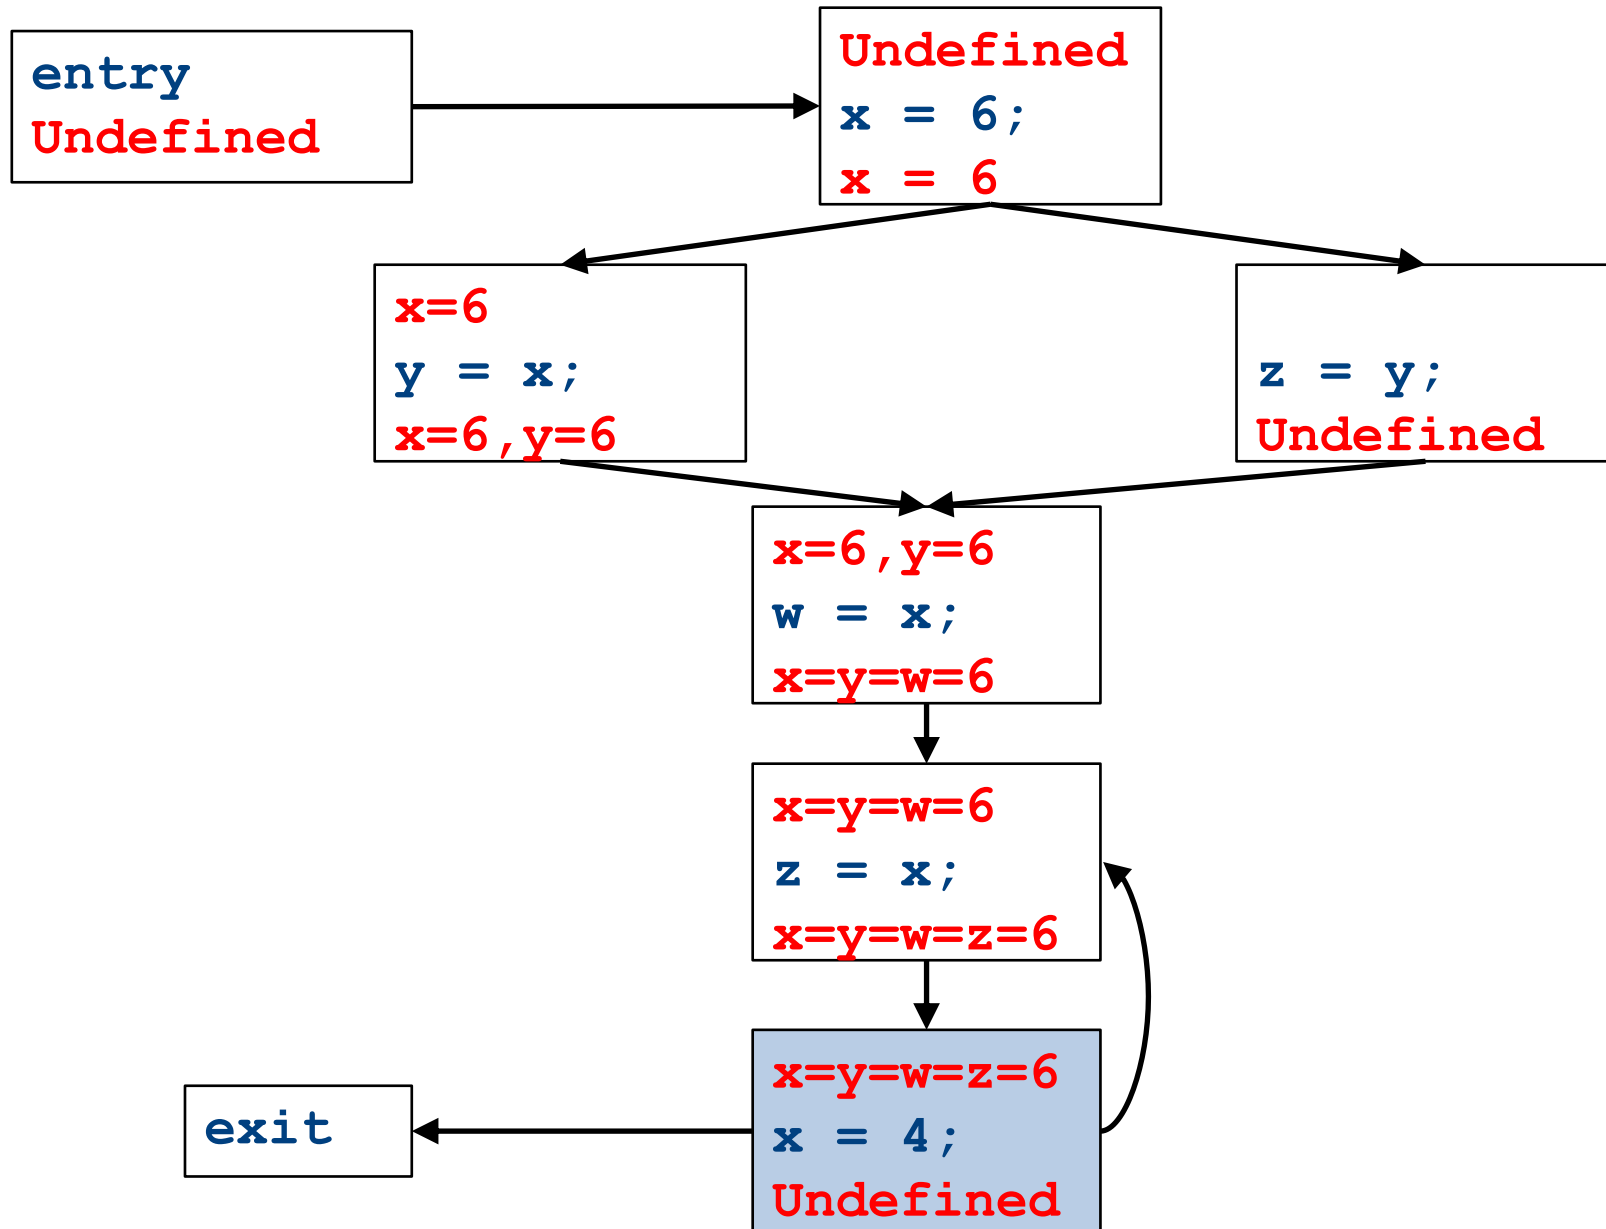 entry
Undefined
Undefined
x = 6;
x = 6
x=6
y = x;
x=6,y=6
z = y;
Undefined
x=6,y=6
w = x;
x=y=w=6
x=y=w=6
z = x;
x=y=w=z=6
x=y=w=z=6
x = 4;
Undefined
exit